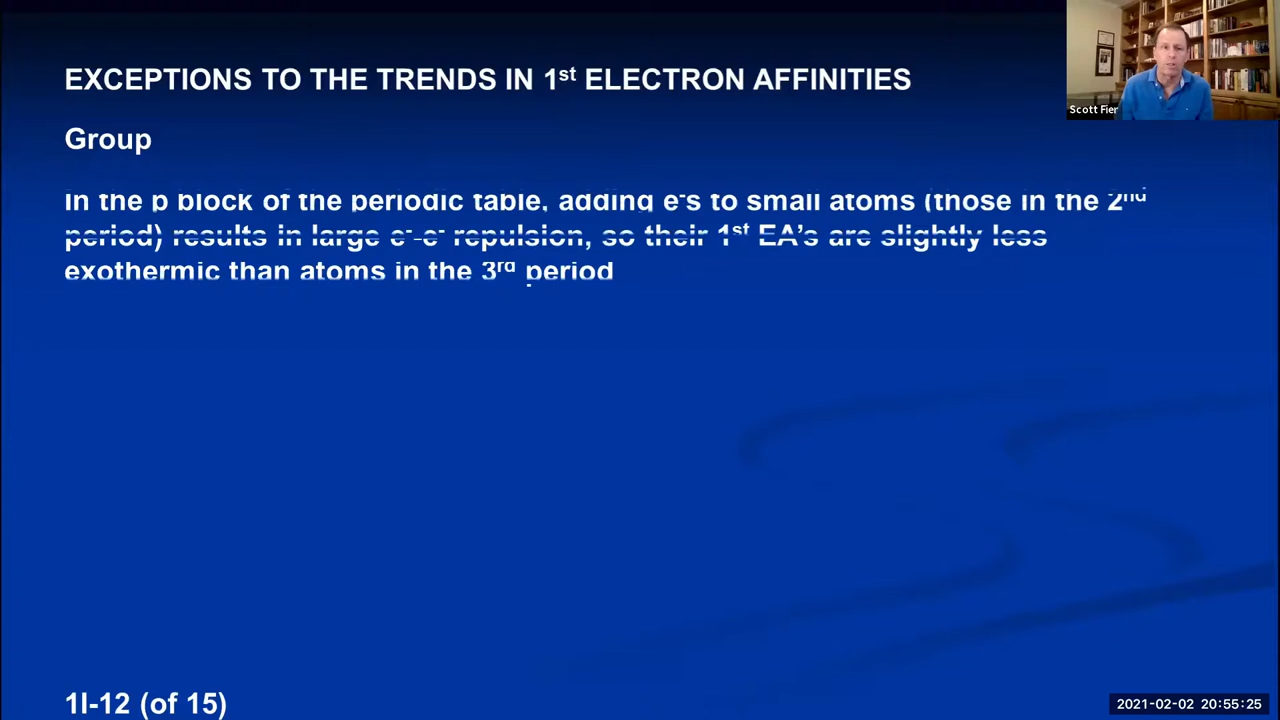 EXCEPTIONS TO THE TRENDS IN 1st ELECTRON AFFINITIES
Scott Fier
Group
In the p block of the periodic table, adding e⁻s to small atoms (those in the 2nd
period) results in large e⁻-e⁻ repulsion, so their 1st EA’s are slightly less
exothermic than atoms in the 3rd period
1I-12 (of 15)
2021-02-02 20:55:25